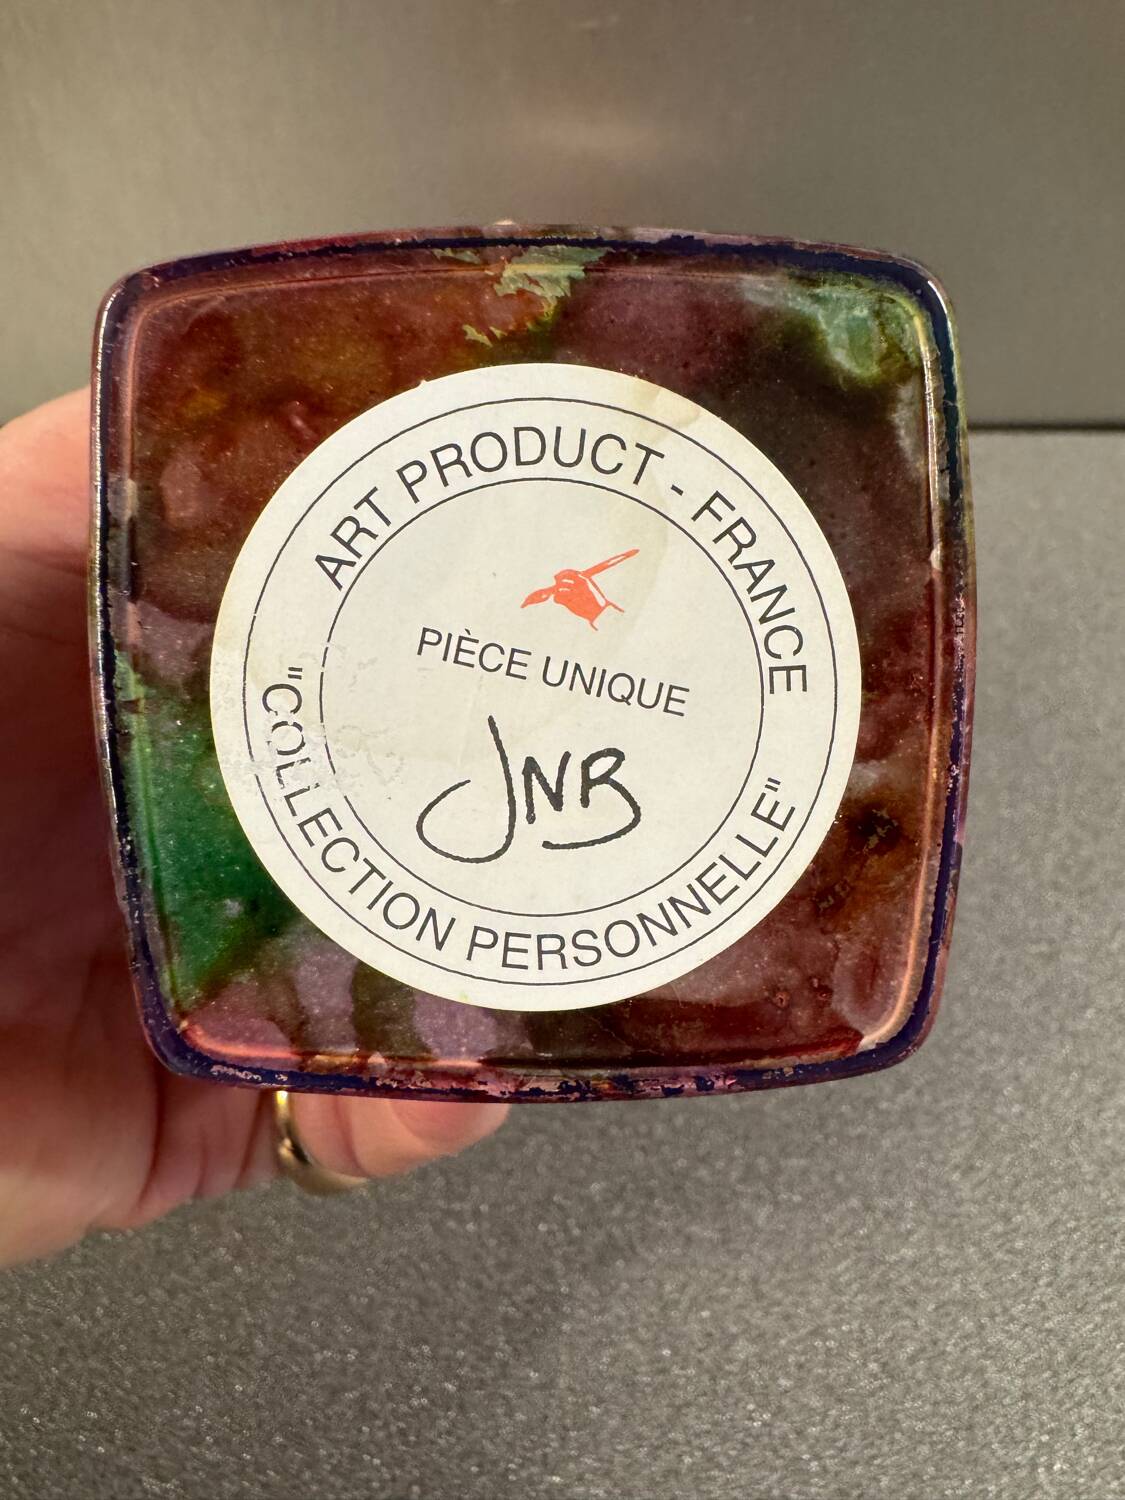 ART PRODUCT - FRANCE
PIÈCE UNIQUE
JNB
"COLLECTION PERSONNELLE"